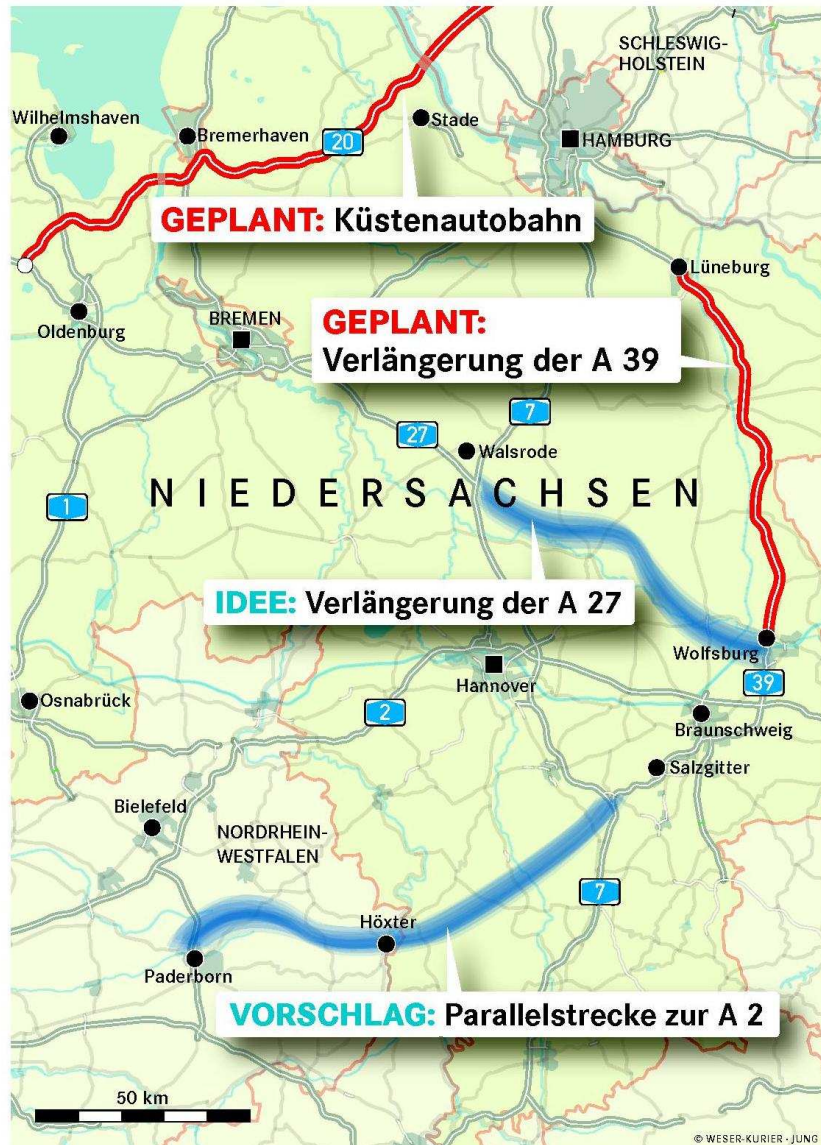 SCHLESWIG-
HOLSTEIN
Wilhelmshaven
Bremerhaven
20
Stade
HAMBURG
GEPLANT: Küstenautobahn
Lüneburg
Oldenburg
BREMEN
GEPLANT:
Verlängerung der A 39
7
27
Walsrode
NIEDERSACHSEN
1
IDEE: Verlängerung der A 27
Wolfsburg
Hannover
39
Osnabrück
2
Braunschweig
Salzgitter
Bielefeld
NORDRHEIN-
WESTFALEN
7
Höxter
Paderborn
VORSCHLAG: Parallelstrecke zur A 2
50 km
© WESER-KURIER · JUNG